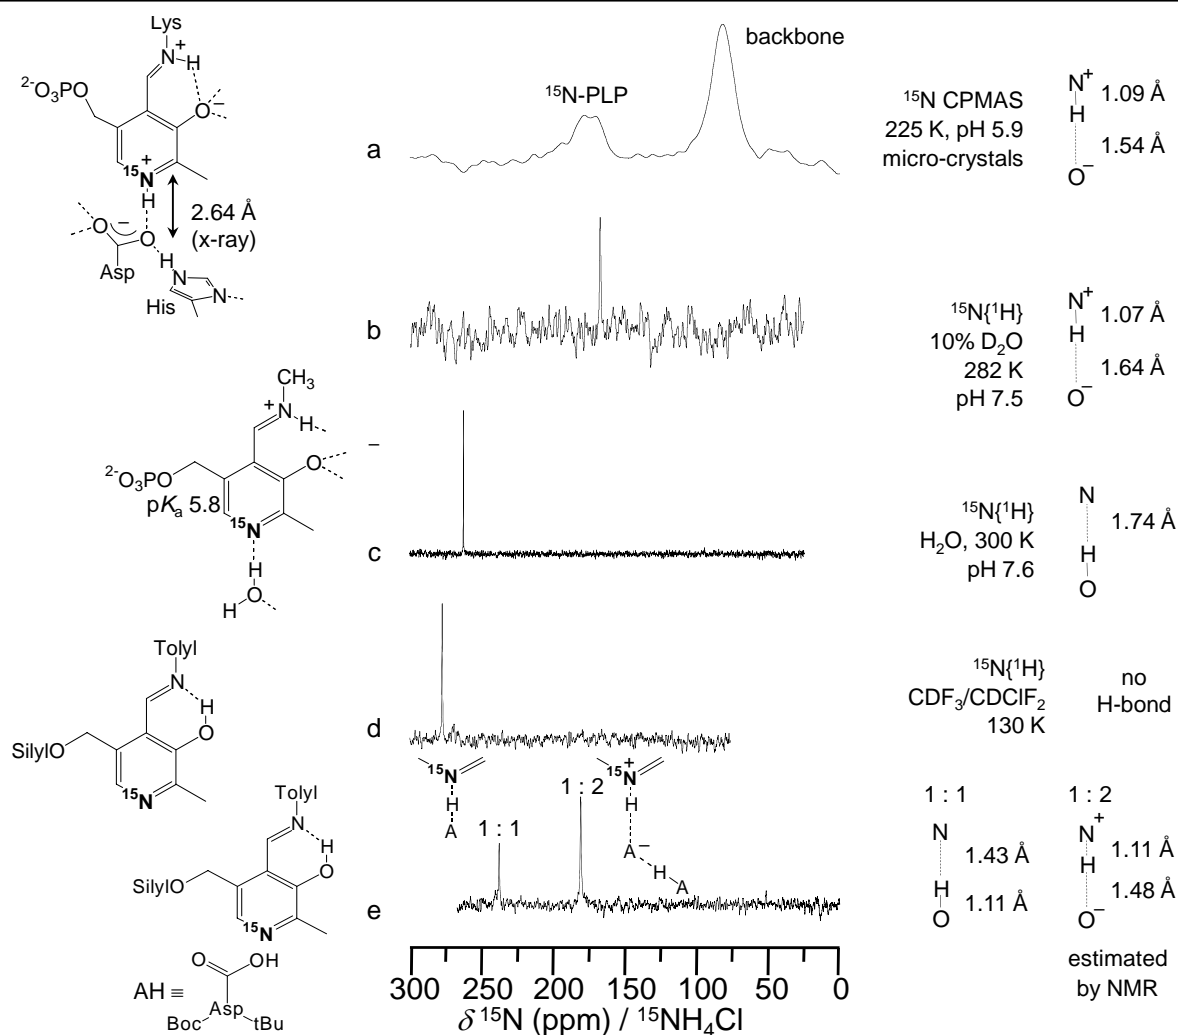 Lys
N
+
H
2-O3PO
O
−
+
15N
H
2.64 Å
(x-ray)
O
−
O
Asp
H
N
N
His
a
15N-PLP
backbone
15N CPMAS
225 K, pH 5.9
micro-crystals
N+
H
O−
1.09 Å
1.54 Å
b
15N{1H}
10% D2O
282 K
pH 7.5
N+
H
O−
1.07 Å
1.64 Å
CH3
+
N
H
−
O
2-O3PO
pKa 5.8
15N
H
O
H
c
15N{1H}
H2O, 300 K
pH 7.6
N
H
O
1.74 Å
Tolyl
N
H
O
SilylO
15N
d
15N{1H}
CDF3/CDClF2
130 K
no
H-bond
Tolyl
N
H
O
SilylO
15N
e
15N
H
A
1 : 1
1 : 2
15N+
H
A−
H
A
1 : 1
N
H
O
1.43 Å
1.11 Å
1 : 2
N+
H
O−
1.11 Å
1.48 Å
estimated
by NMR
AH ≡
O
OH
Asp
Boc
tBu
300 250 200 150 100 50 0
δ 15N (ppm) / 15NH4Cl